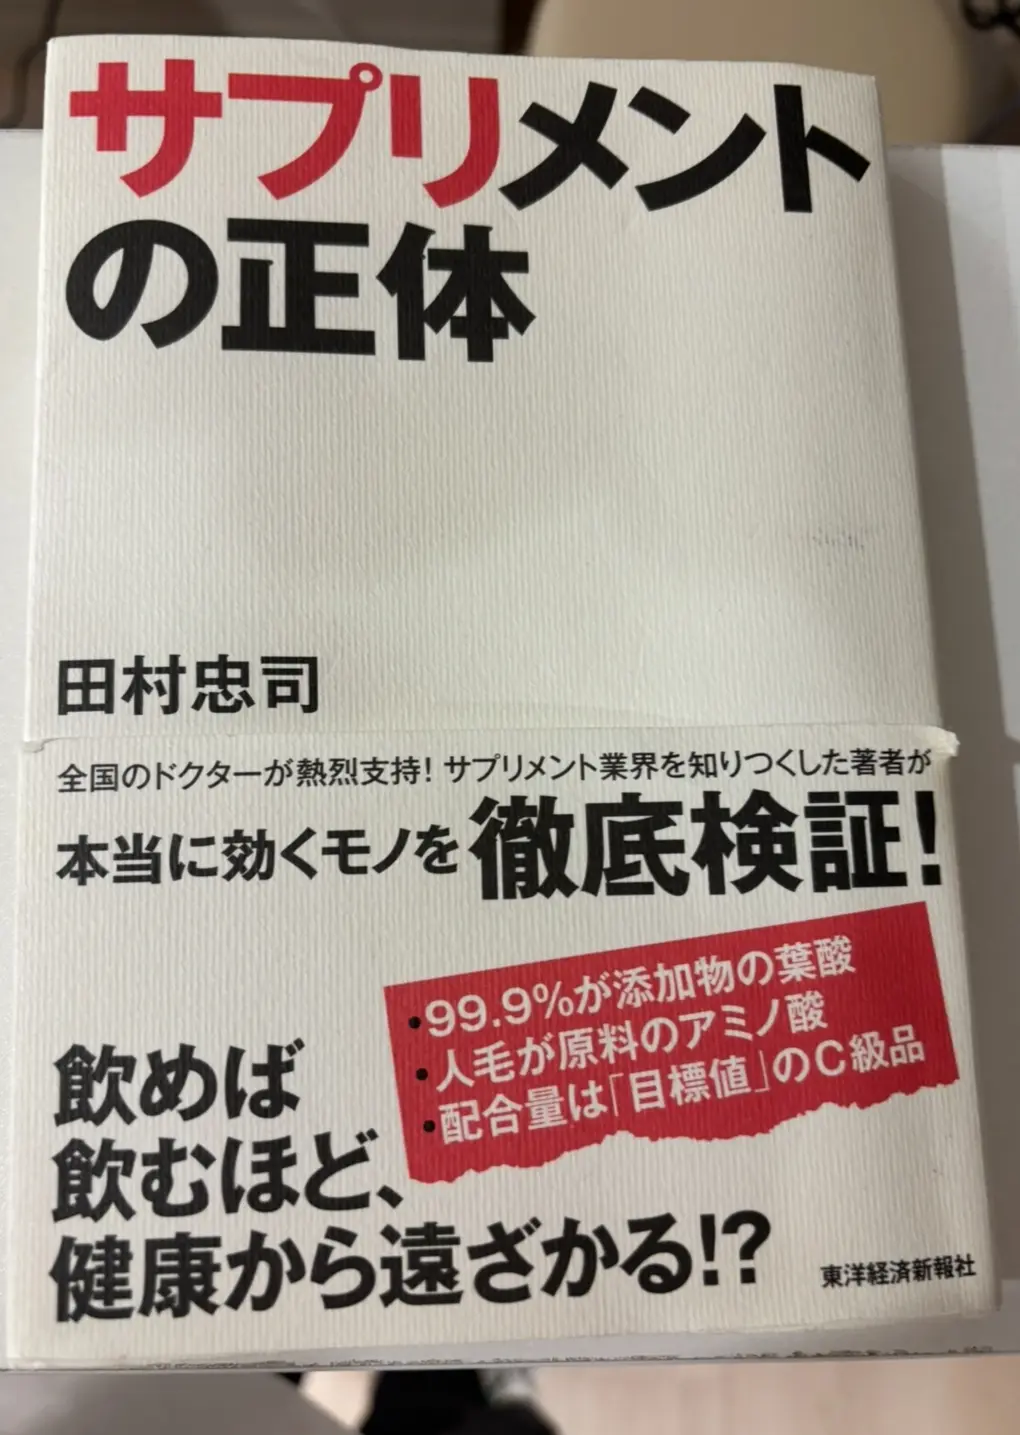 サプリメント
の正体
田村忠司
全国のドクターが熱烈支持！サプリメント業界を知りつくした著者が
本当に効くモノを徹底検証！
・99.9%が添加物の葉酸
・人毛が原料のアミノ酸
・配合量は「目標値」のC級品
飲めば
飲むほど、
健康から遠ざかる!?
東洋経済新報社